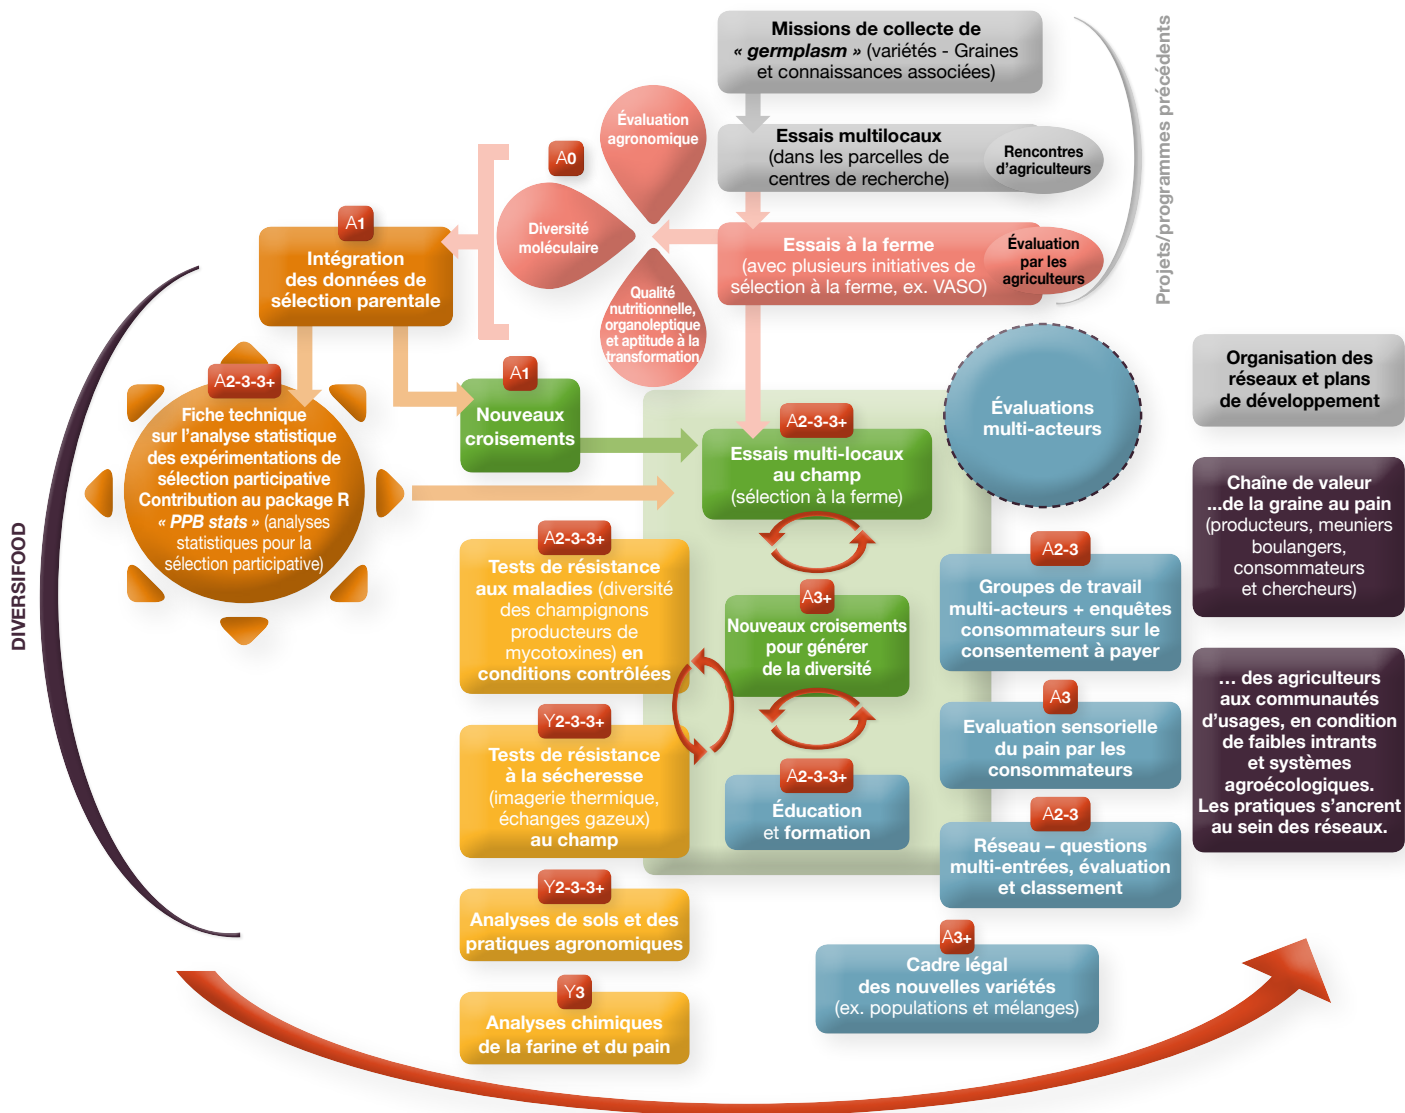 Missions de collecte de
« germplasm » (variétés - Graines
et connaissances associées)
Essais multilocaux
(dans les parcelles de
centres de recherche)
Rencontres
d'agriculteurs
Essais à la ferme
(avec plusieurs initiatives de
sélection à la ferme, ex. VASO)
Évaluation
par les
agriculteurs
Projets/programmes précédents
A0
Évaluation
agronomique
Diversité
moléculaire
Qualité
nutritionnelle,
organoleptique
et aptitude à la
transformation
A1
Intégration
des données de
sélection parentale
DIVERSIFOOD
A2-3-3+
Fiche technique
sur l'analyse statistique
des expérimentations de
sélection participative
Contribution au package R
« PPB stats » (analyses
statistiques pour la
sélection participative)
A1
Nouveaux
croisements
A2-3-3+
Essais multi-locaux
au champ
(sélection à la ferme)
A3+
Nouveaux croisements
pour générer
de la diversité
A2-3-3+
Éducation
et formation
A2-3-3+
Tests de résistance
aux maladies (diversité
des champignons
producteurs de
mycotoxines) en
conditions contrôlées
Y2-3-3+
Tests de résistance
à la sécheresse
(imagerie thermique,
échanges gazeux)
au champ
Y2-3-3+
Analyses de sols et des
pratiques agronomiques
Y3
Analyses chimiques
de la farine et du pain
Évaluations
multi-acteurs
A2-3
Groupes de travail
multi-acteurs + enquêtes
consommateurs sur le
consentement à payer
A3
Evaluation sensorielle
du pain par les
consommateurs
A2-3
Réseau – questions
multi-entrées, évaluation
et classement
A3+
Cadre légal
des nouvelles variétés
(ex. populations et mélanges)
Organisation des
réseaux et plans
de développement
Chaîne de valeur
...de la graine au pain
(producteurs, meuniers
boulangers,
consommateurs
et chercheurs)
... des agriculteurs
aux communautés
d'usages, en condition
de faibles intrants
et systèmes
agroécologiques.
Les pratiques s'ancrent
au sein des réseaux.